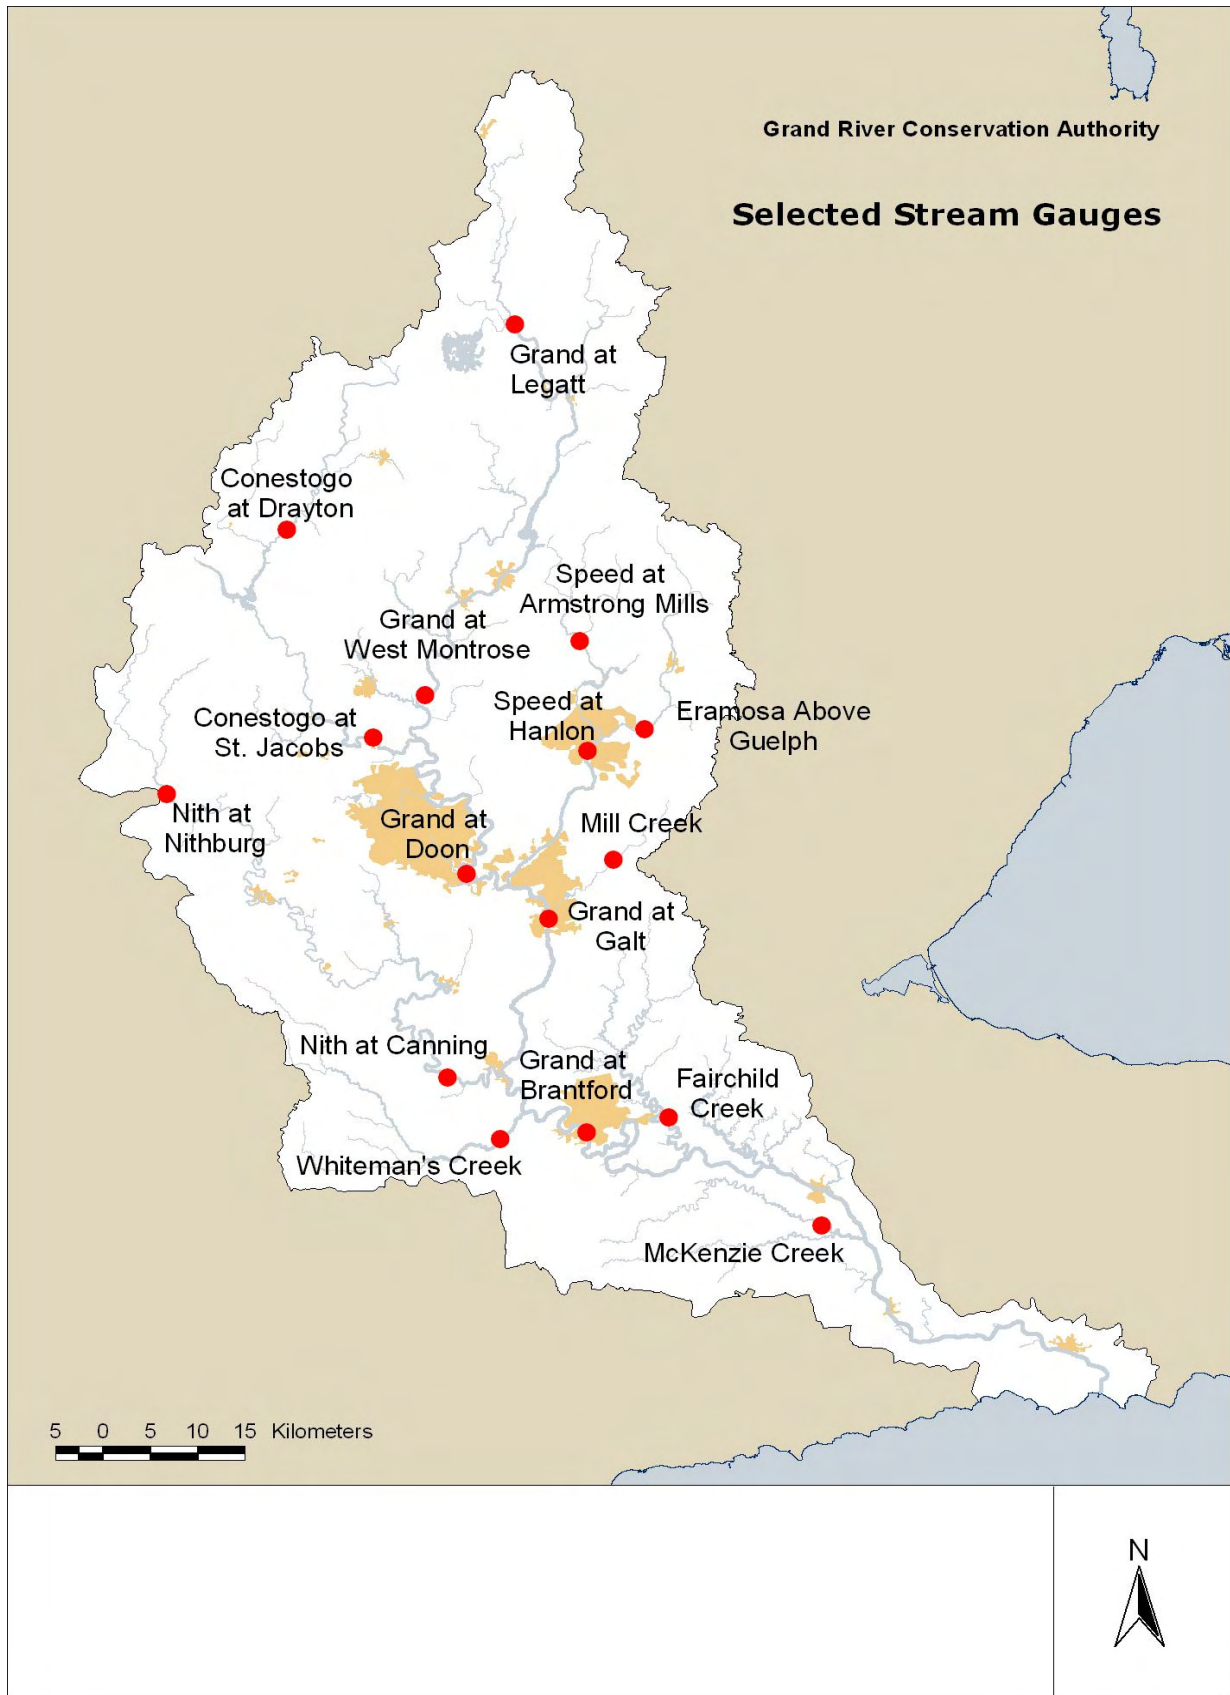 Grand River Conservation Authority
Selected Stream Gauges
Grand at
Legatt
Conestogo
at Drayton
Speed at
Armstrong Mills
Grand at
West Montrose
Speed at
Hanlon
Eramosa Above
Guelph
Conestogo at
St. Jacobs
Nith at
Nithburg
Grand at
Doon
Mill Creek
Grand at
Galt
Nith at Canning
Grand at
Brantford
Fairchild
Creek
Whiteman's Creek
McKenzie Creek
5 0 5 10 15 Kilometers
N